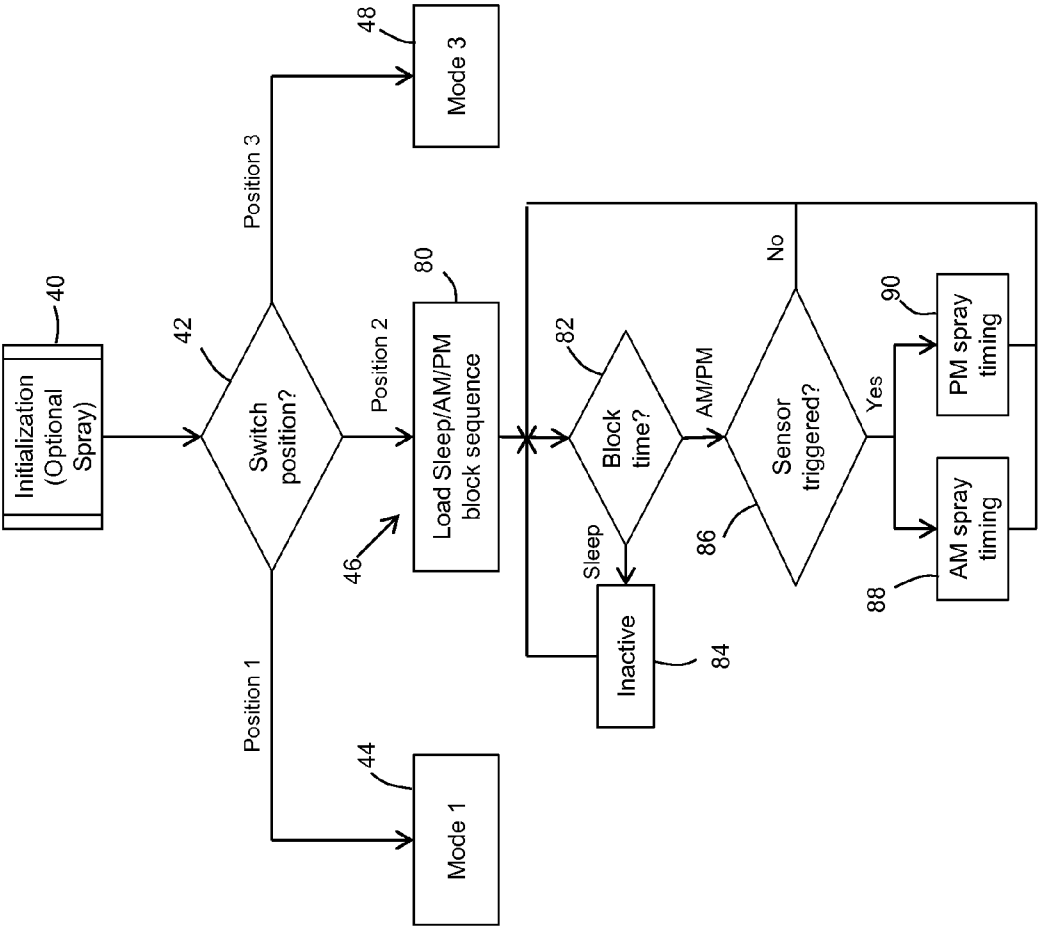 40
Initialization
(Optional
Spray)
42
Switch
position?
Position 1
Position 2
Position 3
44
Mode 1
46
80
Load Sleep/AM/PM
block sequence
48
Mode 3
82
Block
time?
Sleep
AM/PM
Inactive
84
86
Sensor
triggered?
No
Yes
88
AM spray
timing
90
PM spray
timing